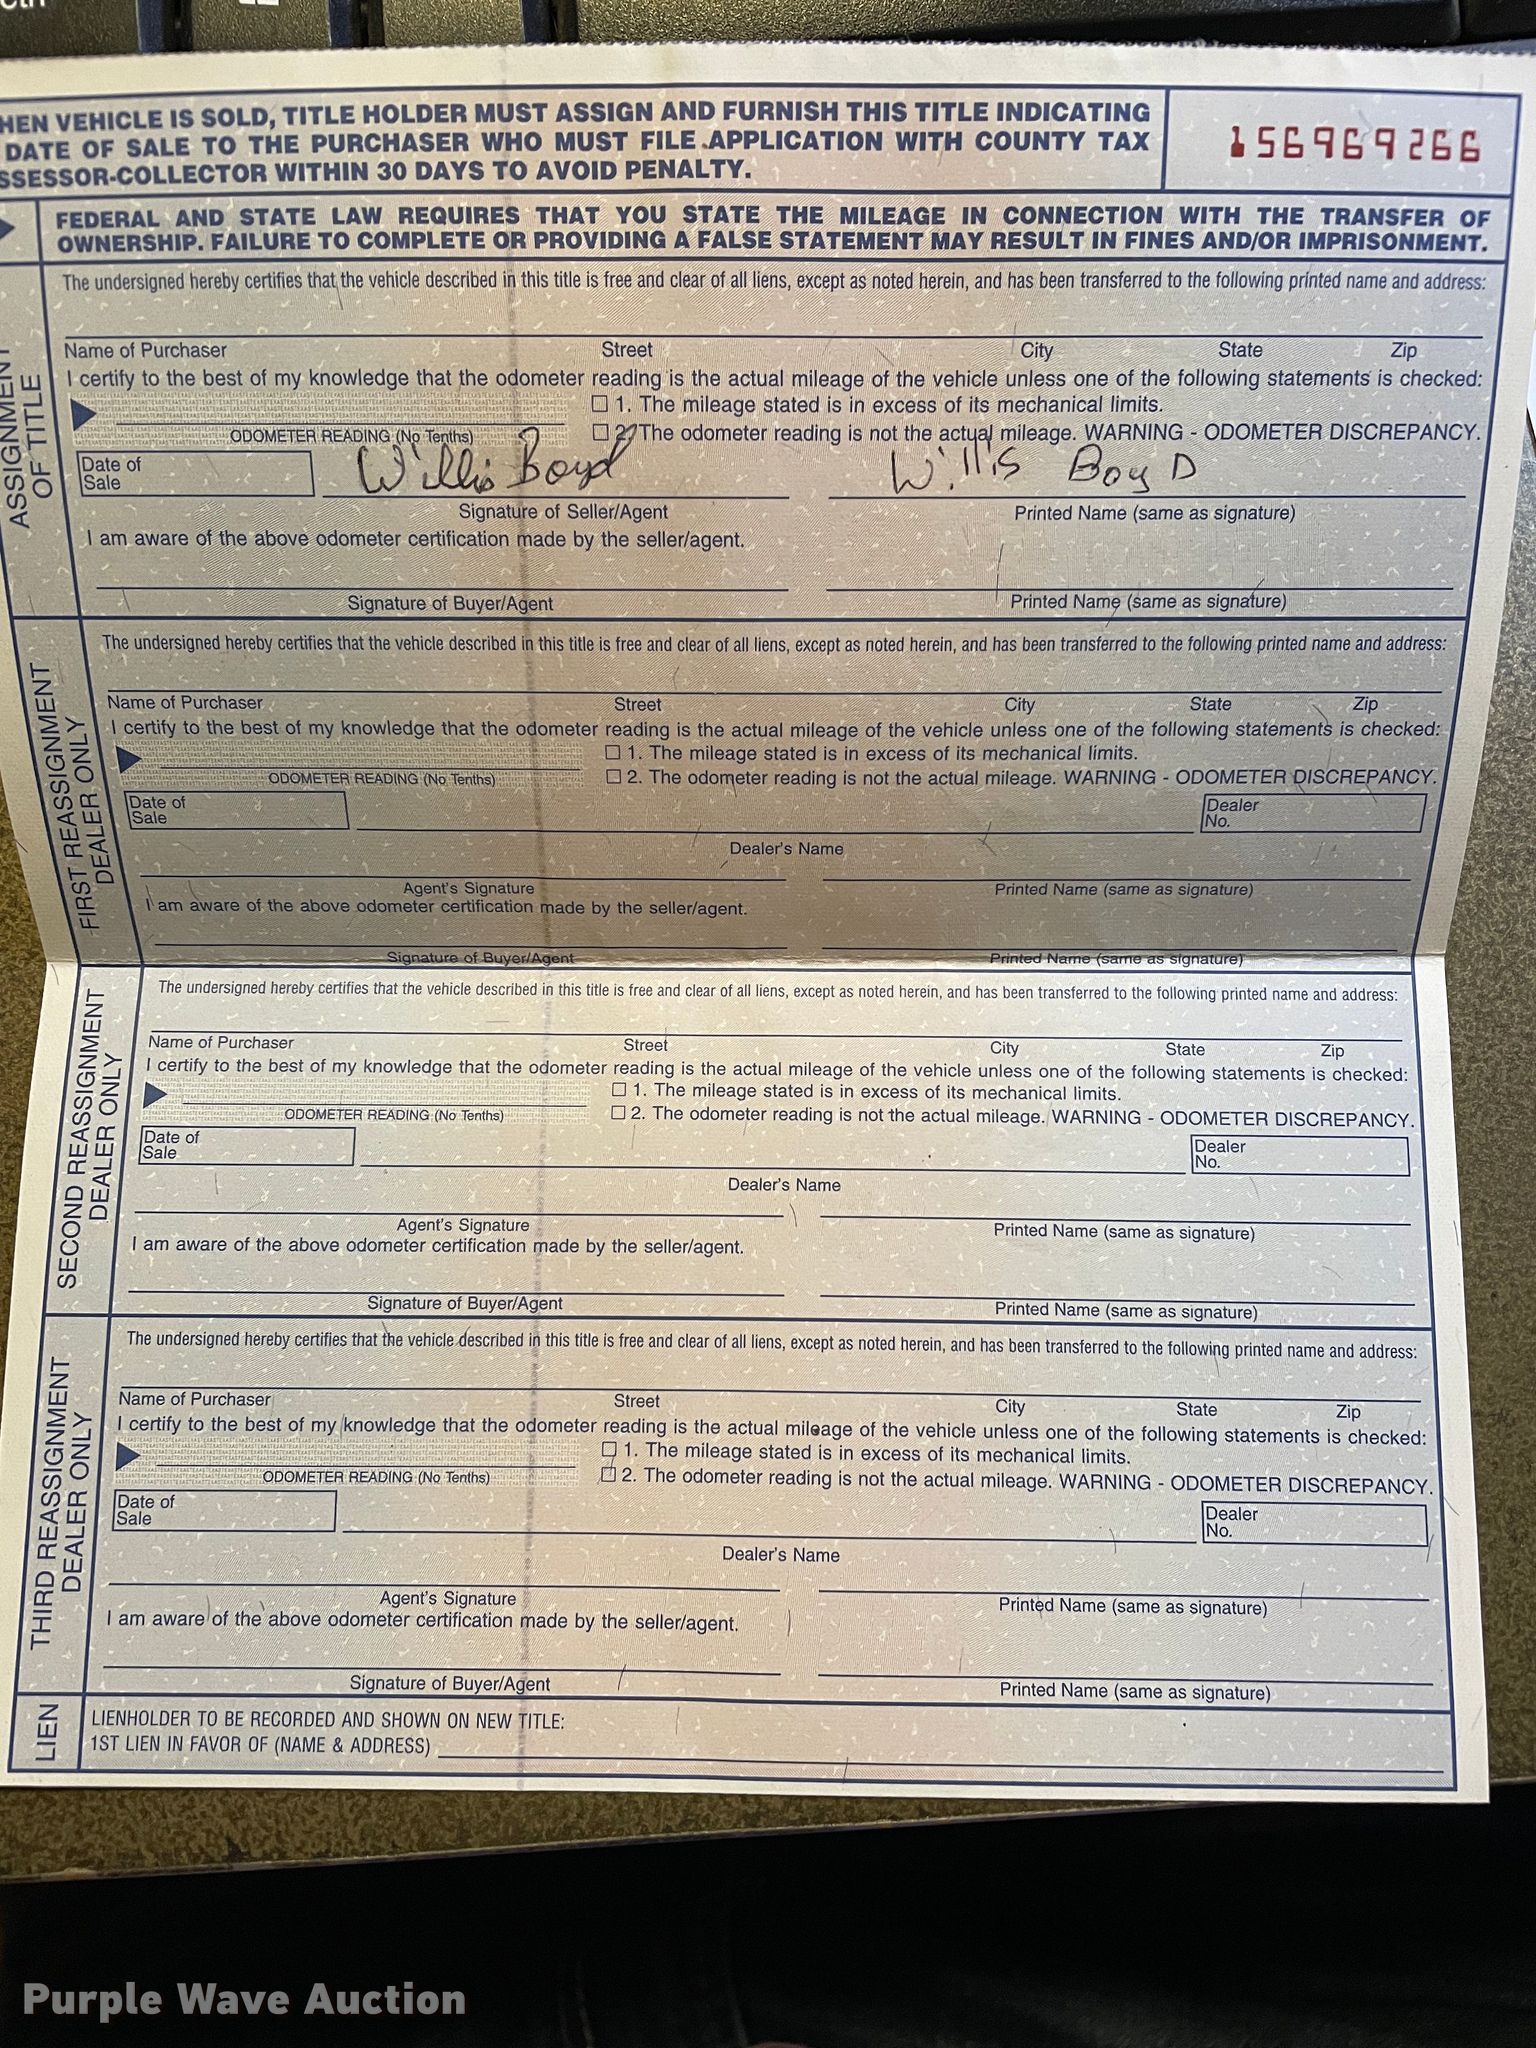 HEN VEHICLE IS SOLD, TITLE HOLDER MUST ASSIGN AND FURNISH THIS TITLE INDICATING
DATE OF SALE TO THE PURCHASER WHO MUST FILE APPLICATION WITH COUNTY TAX
SSESSOR-COLLECTOR WITHIN 30 DAYS TO AVOID PENALTY.
156969266
FEDERAL AND STATE LAW REQUIRES THAT YOU STATE THE MILEAGE IN CONNECTION WITH THE TRANSFER OF
OWNERSHIP. FAILURE TO COMPLETE OR PROVIDING A FALSE STATEMENT MAY RESULT IN FINES AND/OR IMPRISONMENT.
ASSIGNMENT
OF TITLE
The undersigned hereby certifies that the vehicle described in this title is free and clear of all liens, except as noted herein, and has been transferred to the following printed name and address:
Name of Purchaser Street City State Zip
I certify to the best of my knowledge that the odometer reading is the actual mileage of the vehicle unless one of the following statements is checked:
1. The mileage stated is in excess of its mechanical limits.
ODOMETER READING (No Tenths) 2. The odometer reading is not the actual mileage. WARNING - ODOMETER DISCREPANCY.
Date of
Sale
Willis Boyd Willis Boyd
Signature of Seller/Agent Printed Name (same as signature)
I am aware of the above odometer certification made by the seller/agent.
Signature of Buyer/Agent Printed Name (same as signature)
FIRST REASSIGNMENT
DEALER ONLY
The undersigned hereby certifies that the vehicle described in this title is free and clear of all liens, except as noted herein, and has been transferred to the following printed name and address:
Name of Purchaser Street City State Zip
I certify to the best of my knowledge that the odometer reading is the actual mileage of the vehicle unless one of the following statements is checked:
1. The mileage stated is in excess of its mechanical limits.
ODOMETER READING (No Tenths) 2. The odometer reading is not the actual mileage. WARNING - ODOMETER DISCREPANCY.
Date of
Sale
Dealer
No.
Dealer's Name
Agent's Signature Printed Name (same as signature)
I am aware of the above odometer certification made by the seller/agent.
Signature of Buyer/Agent Printed Name (same as signature)
SECOND REASSIGNMENT
DEALER ONLY
The undersigned hereby certifies that the vehicle described in this title is free and clear of all liens, except as noted herein, and has been transferred to the following printed name and address:
Name of Purchaser Street City State Zip
I certify to the best of my knowledge that the odometer reading is the actual mileage of the vehicle unless one of the following statements is checked:
1. The mileage stated is in excess of its mechanical limits.
ODOMETER READING (No Tenths) 2. The odometer reading is not the actual mileage. WARNING - ODOMETER DISCREPANCY.
Date of
Sale
Dealer
No.
Dealer's Name
Agent's Signature Printed Name (same as signature)
I am aware of the above odometer certification made by the seller/agent.
Signature of Buyer/Agent Printed Name (same as signature)
THIRD REASSIGNMENT
DEALER ONLY
The undersigned hereby certifies that the vehicle described in this title is free and clear of all liens, except as noted herein, and has been transferred to the following printed name and address:
Name of Purchaser Street City State Zip
I certify to the best of my knowledge that the odometer reading is the actual mileage of the vehicle unless one of the following statements is checked:
1. The mileage stated is in excess of its mechanical limits.
ODOMETER READING (No Tenths) 2. The odometer reading is not the actual mileage. WARNING - ODOMETER DISCREPANCY.
Date of
Sale
Dealer
No.
Dealer's Name
Agent's Signature Printed Name (same as signature)
I am aware of the above odometer certification made by the seller/agent.
Signature of Buyer/Agent Printed Name (same as signature)
LIEN
LIENHOLDER TO BE RECORDED AND SHOWN ON NEW TITLE:
1ST LIEN IN FAVOR OF (NAME & ADDRESS)
Purple Wave Auction